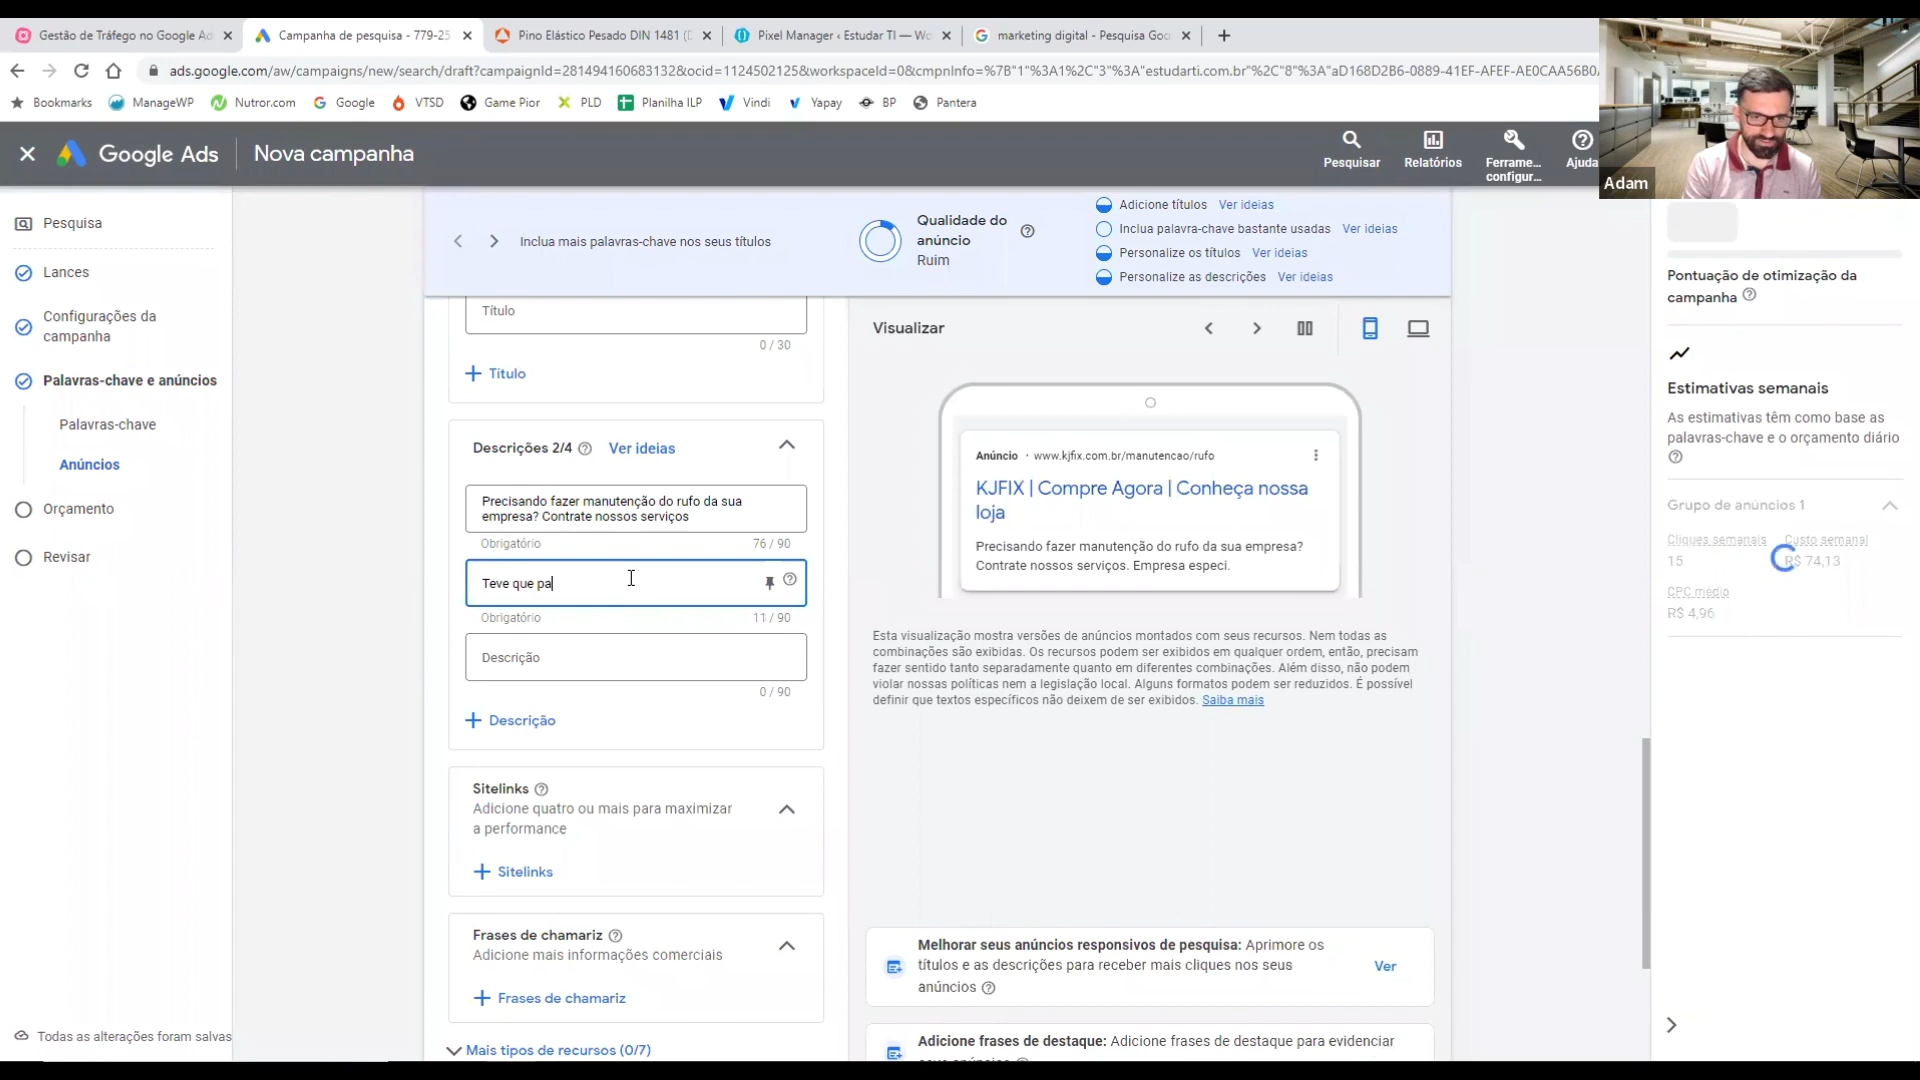 Gestão de Tráfego no Google Ad
Campanha de pesquisa - 779-25
Pino Elástico Pesado DIN 1481 (D
Pixel Manager ‹ Estudar TI — Wo
marketing digital - Pesquisa Goo
ads.google.com/aw/campaigns/new/search/draft?campaignId=281494160683132&ocid=1124502125&workspaceId=0&cmpnInfo=%7B"1"%3A1%2C"3"%3A"estudarti.com.br"%2C"8"%3A"aD168D2B6-0889-41EF-AFEF-AE0CAA56B0
Bookmarks
ManageWP
Nutror.com
Google
VTSD
Game Pior
PLD
Planilha ILP
Vindi
Yapay
BP
Pantera
Google Ads
Nova campanha
Pesquisar
Relatórios
Ferrame...
configur...
Ajuda
Adam
Pesquisa
Lances
Configurações da
campanha
Palavras-chave e anúncios
Palavras-chave
Anúncios
Orçamento
Revisar
Todas as alterações foram salvas
Inclua mais palavras-chave nos seus títulos
Qualidade do
anúncio
Ruim
Adicione títulos Ver ideias
Inclua palavra-chave bastante usadas Ver ideias
Personalize os títulos Ver ideias
Personalize as descrições Ver ideias
Título
0 / 30
Título
Descrições 2/4
Ver ideias
Precisando fazer manutenção do rufo da sua
empresa? Contrate nossos serviços
Obrigatório
76 / 90
Teve que pa
Obrigatório
11 / 90
Descrição
0 / 90
Descrição
Sitelinks
Adicione quatro ou mais para maximizar
a performance
Sitelinks
Frases de chamariz
Adicione mais informações comerciais
Frases de chamariz
Mais tipos de recursos (0/7)
Visualizar
Anúncio · www.kjfix.com.br/manutencao/rufo
KJFIX | Compre Agora | Conheça nossa
loja
Precisando fazer manutenção do rufo da sua empresa?
Contrate nossos serviços. Empresa especi.
Esta visualização mostra versões de anúncios montados com seus recursos. Nem todas as
combinações são exibidas. Os recursos podem ser exibidos em qualquer ordem, então, precisam
fazer sentido tanto separadamente quanto em diferentes combinações. Além disso, não podem
violar nossas políticas nem a legislação local. Alguns formatos podem ser reduzidos. É possível
definir que textos específicos não deixem de ser exibidos. Saiba mais
Melhorar seus anúncios responsivos de pesquisa: Aprimore os
títulos e as descrições para receber mais cliques nos seus
anúncios
Ver
Adicione frases de destaque: Adicione frases de destaque para evidenciar
Pontuação de otimização da
campanha
Estimativas semanais
As estimativas têm como base as
palavras-chave e o orçamento diário
Grupo de anúncios 1
Cliques semanais
Custo semanal
15
R$ 74,13
CPC médio
R$ 4,96